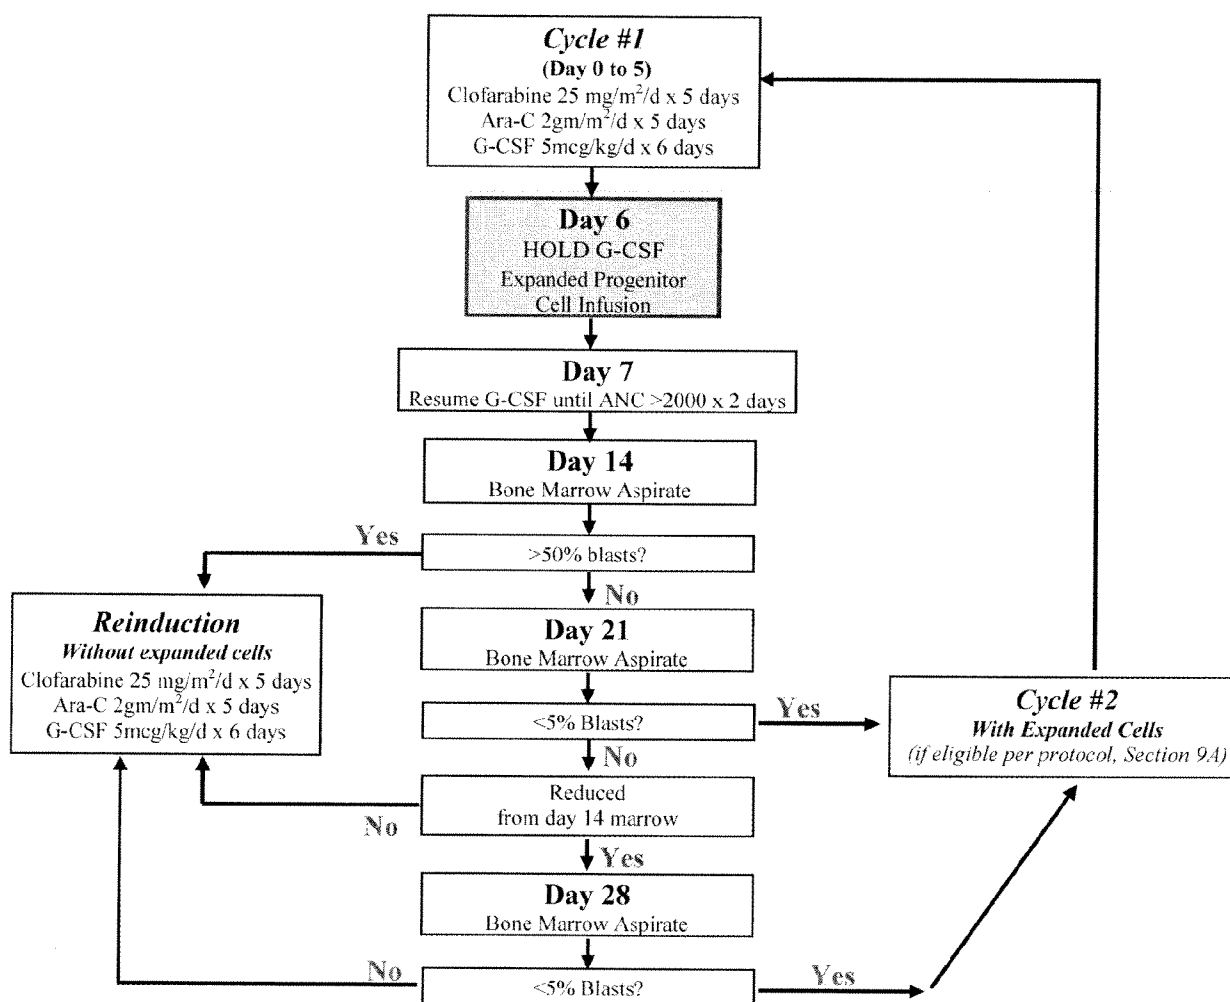 Cycle #1
(Day 0 to 5)
Clofarabine 25 mg/m²/d x 5 days
Ara-C 2gm/m²/d x 5 days
G-CSF 5mcg/kg/d x 6 days
Day 6
HOLD G-CSF
Expanded Progenitor
Cell Infusion
Day 7
Resume G-CSF until ANC >2000 x 2 days
Day 14
Bone Marrow Aspirate
Yes
>50% blasts?
No
Reinduction
Without expanded cells
Clofarabine 25 mg/m²/d x 5 days
Ara-C 2gm/m²/d x 5 days
G-CSF 5mcg/kg/d x 6 days
Day 21
Bone Marrow Aspirate
<5% Blasts?
Yes
No
Cycle #2
With Expanded Cells
(if eligible per protocol, Section 9A)
Reduced
from day 14 marrow
No
Yes
Day 28
Bone Marrow Aspirate
No
<5% Blasts?
Yes